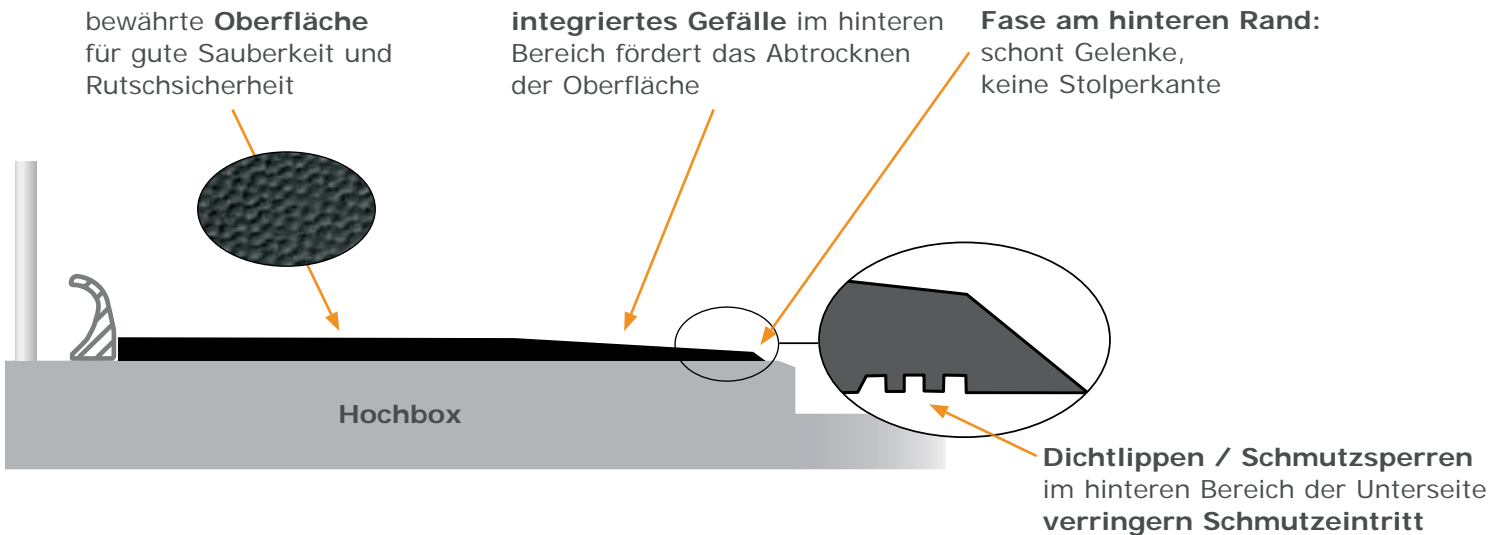 bewährte Oberfläche
für gute Sauberkeit und
Rutschsicherheit
integriertes Gefälle im hinteren
Bereich fördert das Abtrocknen
der Oberfläche
Fase am hinteren Rand:
schont Gelenke,
keine Stolperkante
Hochbox
Dichtlippen / Schmutzsperren
im hinteren Bereich der Unterseite
verringern Schmutzeintritt